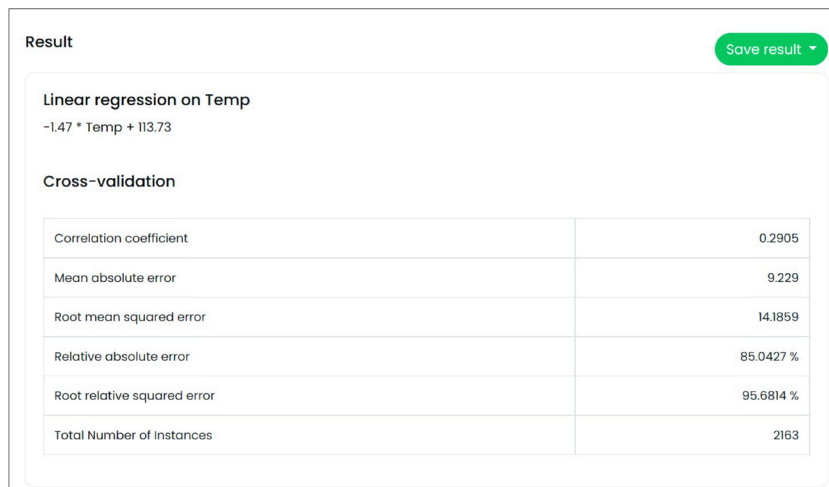 Result
Save result
Linear regression on Temp
-1.47 * Temp + 113.73
Cross-validation
Correlation coefficient 0.2905
Mean absolute error 9.229
Root mean squared error 14.1859
Relative absolute error 85.0427 %
Root relative squared error 95.6814 %
Total Number of Instances 2163